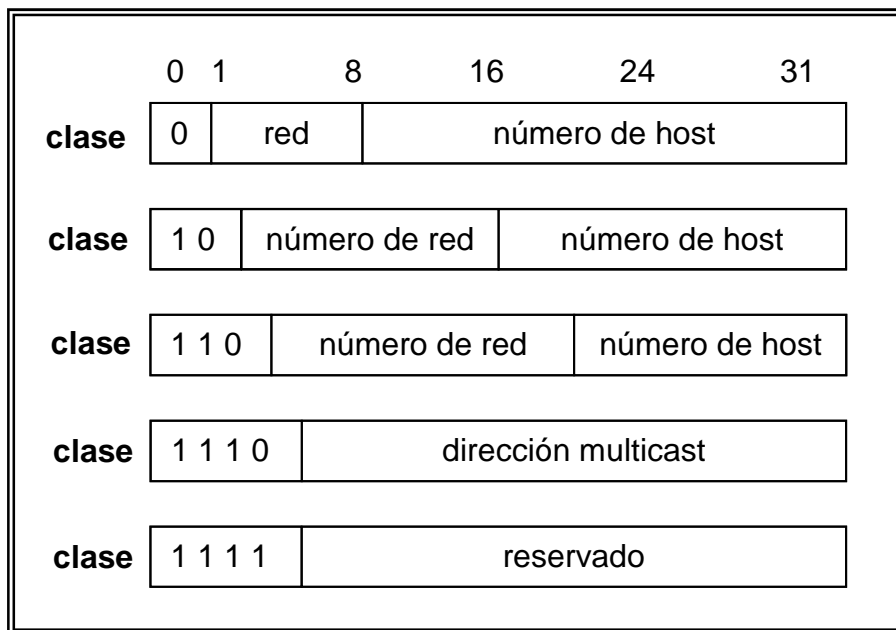 0 1 8 16 24 31
clase 0 red número de host
clase 1 0 número de red número de host
clase 1 1 0 número de red número de host
clase 1 1 1 0 dirección multicast
clase 1 1 1 1 reservado